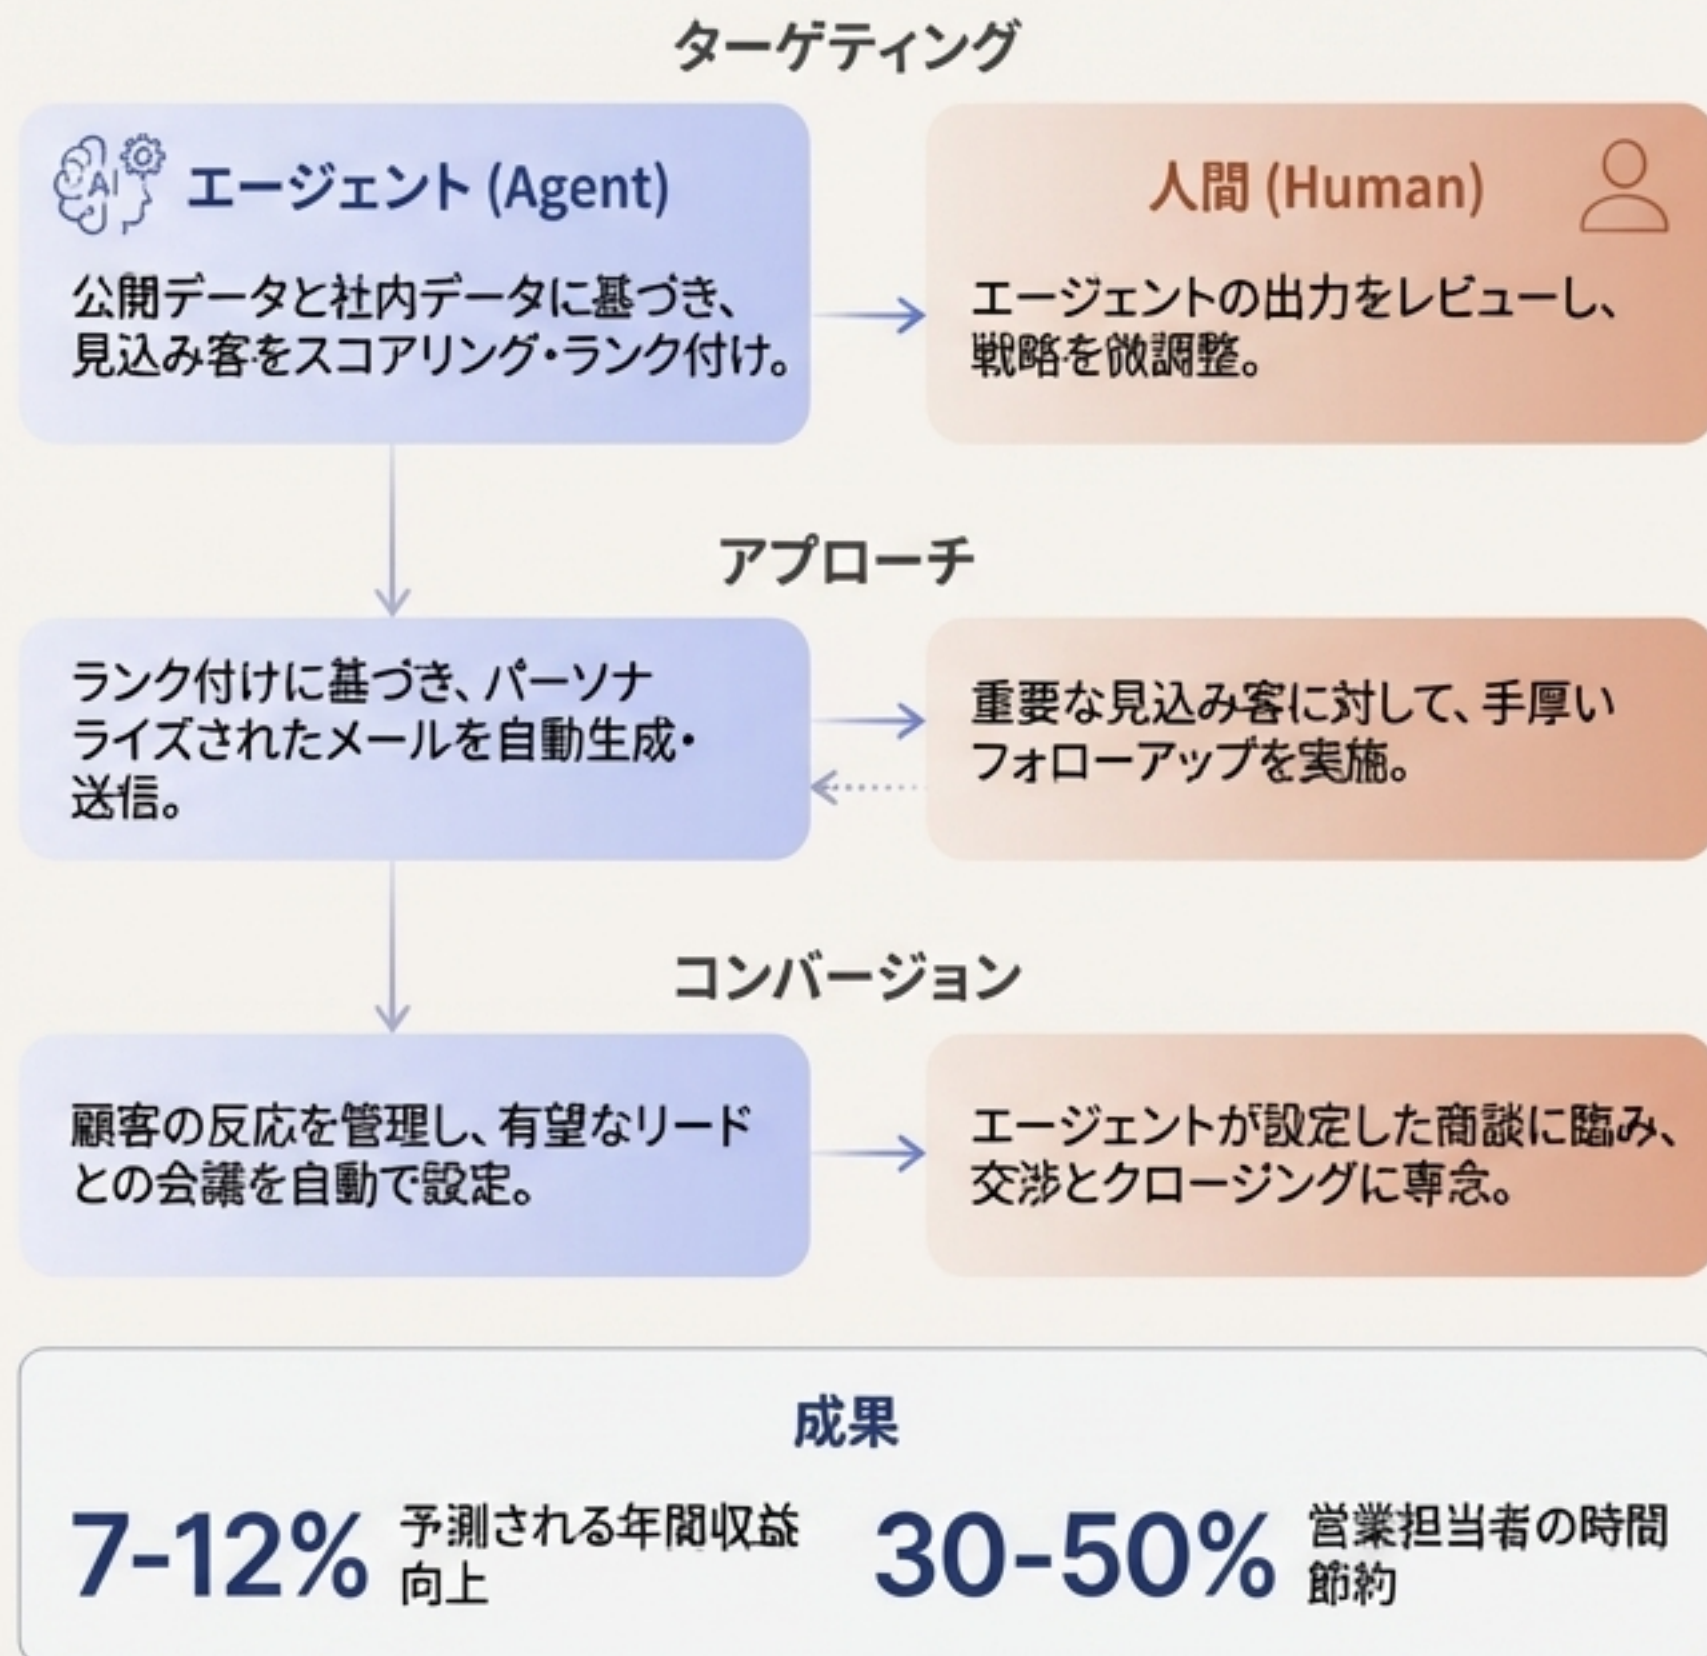 ターゲティング
AI
エージェント (Agent)
公開データと社内データに基づき、
見込み客をスコアリング・ランク付け。
人間 (Human)
エージェントの出力をレビューし、
戦略を微調整。
アプローチ
ランク付けに基づき、パーソナ
ライズされたメールを自動生成・
送信。
重要な見込み客に対して、手厚い
フォローアップを実施。
コンバージョン
顧客の反応を管理し、有望なリード
との会議を自動で設定。
エージェントが設定した商談に臨み、
交渉とクロージングに専念。
成果
7-12%
予測される年間収益
向上
30-50%
営業担当者の時間
節約